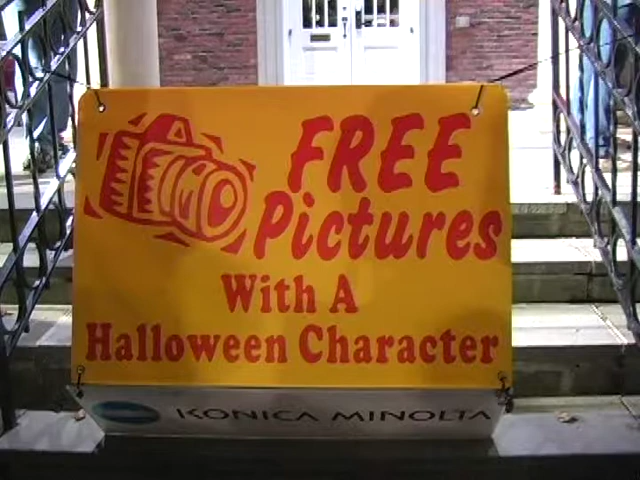 FREE
Pictures
With A
Halloween Character
KONICA MINOLTA